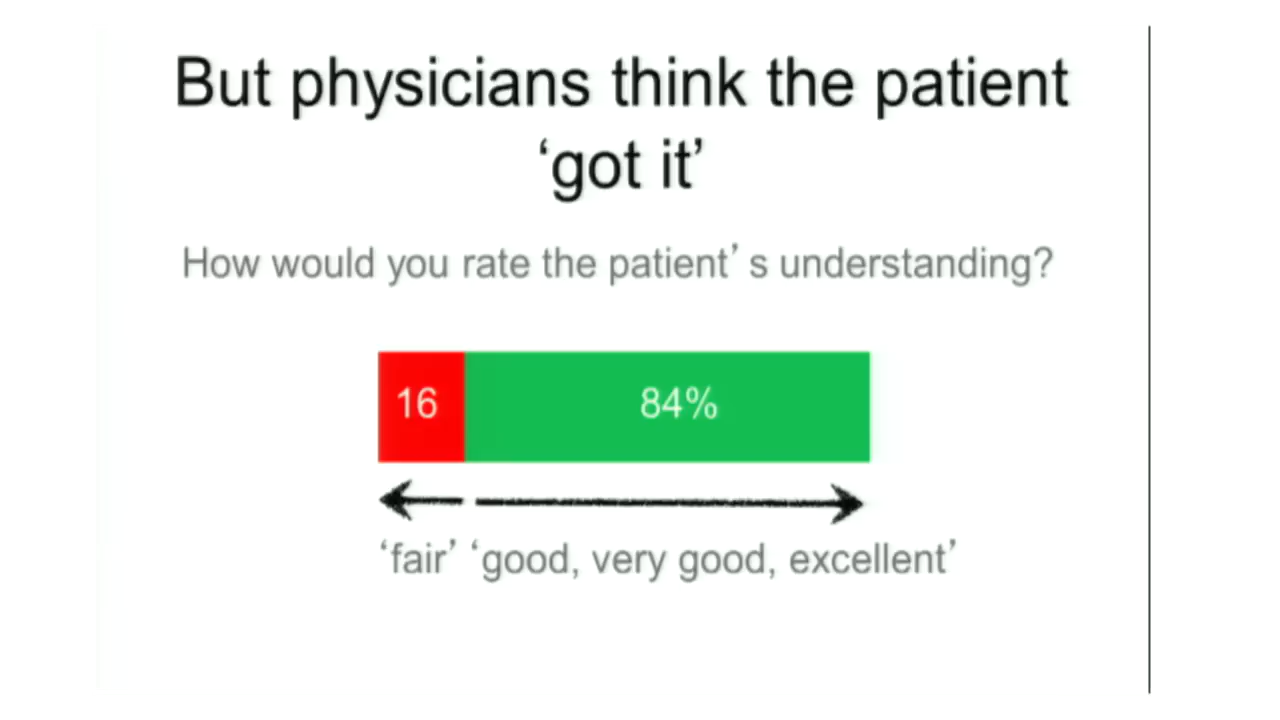 But physicians think the patient
‘got it’
How would you rate the patient’s understanding?
16 84%
‘fair’ ‘good, very good, excellent’